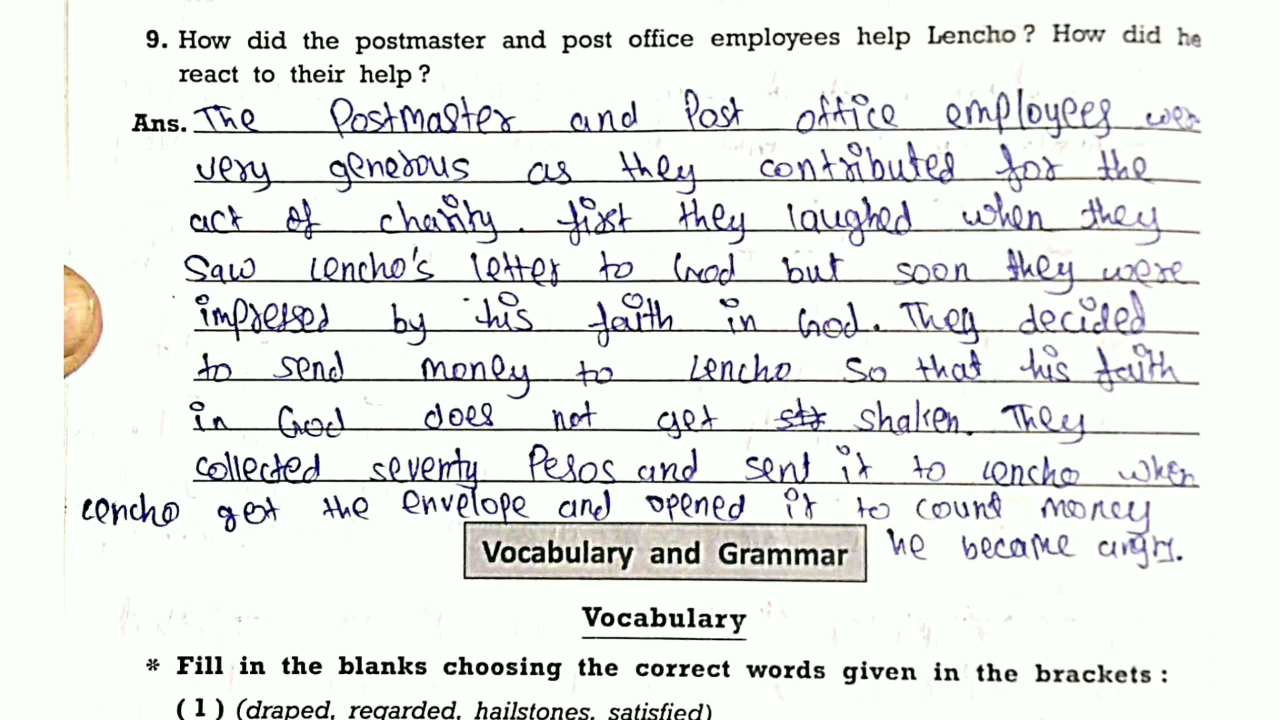 9. How did the postmaster and post office employees help Lencho? How did he
react to their help?
Ans. The Postmaster and Post office employees wer
very generous as they contributed for the
act of charity. first they laughed when they
Saw Lencho's letter to God but soon they were
impressed by his faith in God. They decided
to send money to Lencho so that his faith
in God does not get shaken. They
collected seventy Pesos and sent it to Lencho when
Lencho get the envelope and opened it to count money
he became angry.
Vocabulary and Grammar
Vocabulary
* Fill in the blanks choosing the correct words given in the brackets:
(1) (draped, regarded, hailstones, satisfied)